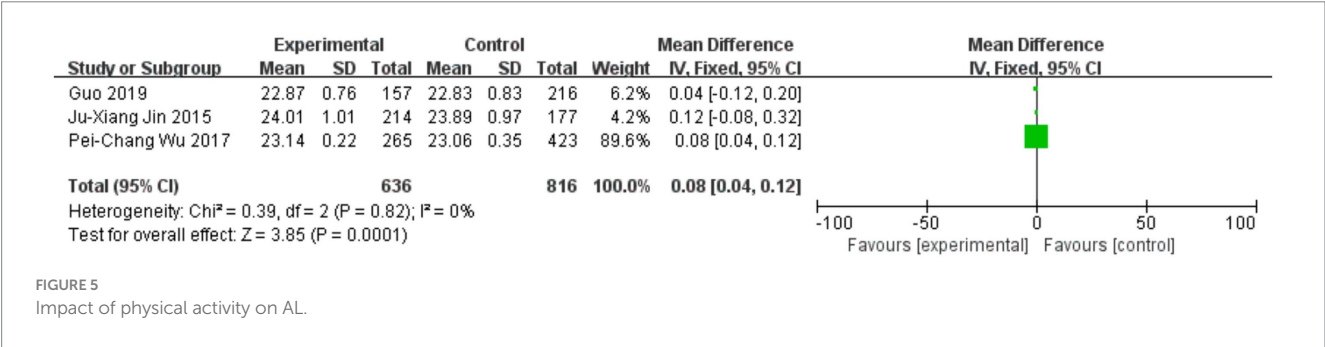 Experimental Control Mean Difference Mean Difference
Study or Subgroup Mean SD Total Mean SD Total Weight IV, Fixed, 95% CI IV, Fixed, 95% CI
Guo 2019 22.87 0.76 157 22.83 0.83 216 6.2% 0.04 [-0.12, 0.20]
Ju-Xiang Jin 2015 24.01 1.01 214 23.89 0.97 177 4.2% 0.12 [-0.08, 0.32]
Pei-Chang Wu 2017 23.14 0.22 265 23.06 0.35 423 89.6% 0.08 [0.04, 0.12]
Total (95% CI) 636 816 100.0% 0.08 [0.04, 0.12]
Heterogeneity: Chi² = 0.39, df = 2 (P = 0.82); I² = 0%
Test for overall effect: Z = 3.85 (P = 0.0001)
-100 -50 0 50 100
Favours [experimental] Favours [control]
FIGURE 5
Impact of physical activity on AL.